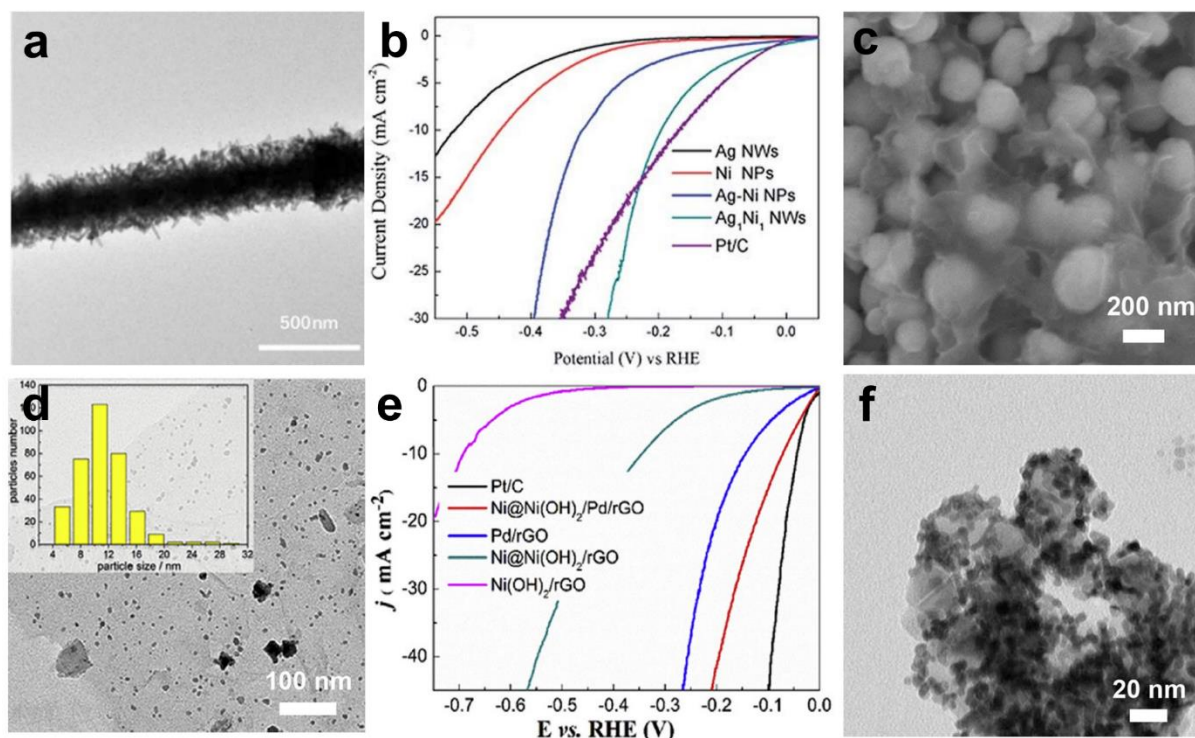 a
500nm
b
0
-5
-10
-15
-20
-25
-30
Current Density (mA cm⁻²)
Ag NWs
Ni NPs
Ag-Ni NPs
Ag₁Ni₁ NWs
Pt/C
-0.5
-0.4
-0.3
-0.2
-0.1
0.0
Potential (V) vs RHE
c
200 nm
d
140
120
100
80
60
40
20
0
particles number
4 8 12 16 20 24 28 32
particle size / nm
100 nm
e
0
-10
-20
-30
-40
j ( mA cm⁻²)
Pt/C
Ni@Ni(OH)₂/Pd/rGO
Pd/rGO
Ni@Ni(OH)₂/rGO
Ni(OH)₂/rGO
-0.7 -0.6 -0.5 -0.4 -0.3 -0.2 -0.1 0.0
E vs. RHE (V)
f
20 nm